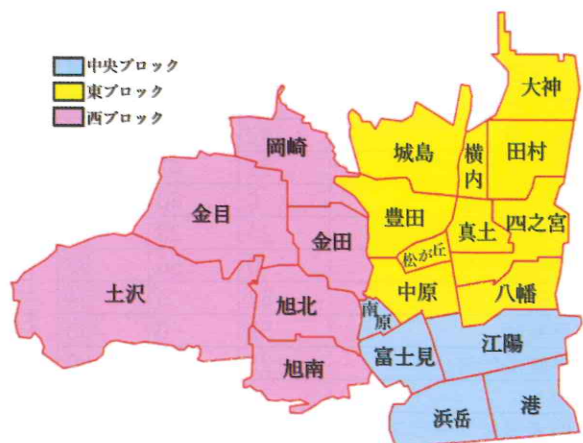 中央ブロック
東ブロック
西ブロック
大神
岡崎
城島
横内
田村
金目
金田
豊田
真土
四之宮
松が丘
土沢
旭北
南原
中原
八幡
旭南
富士見
江陽
浜岳
港